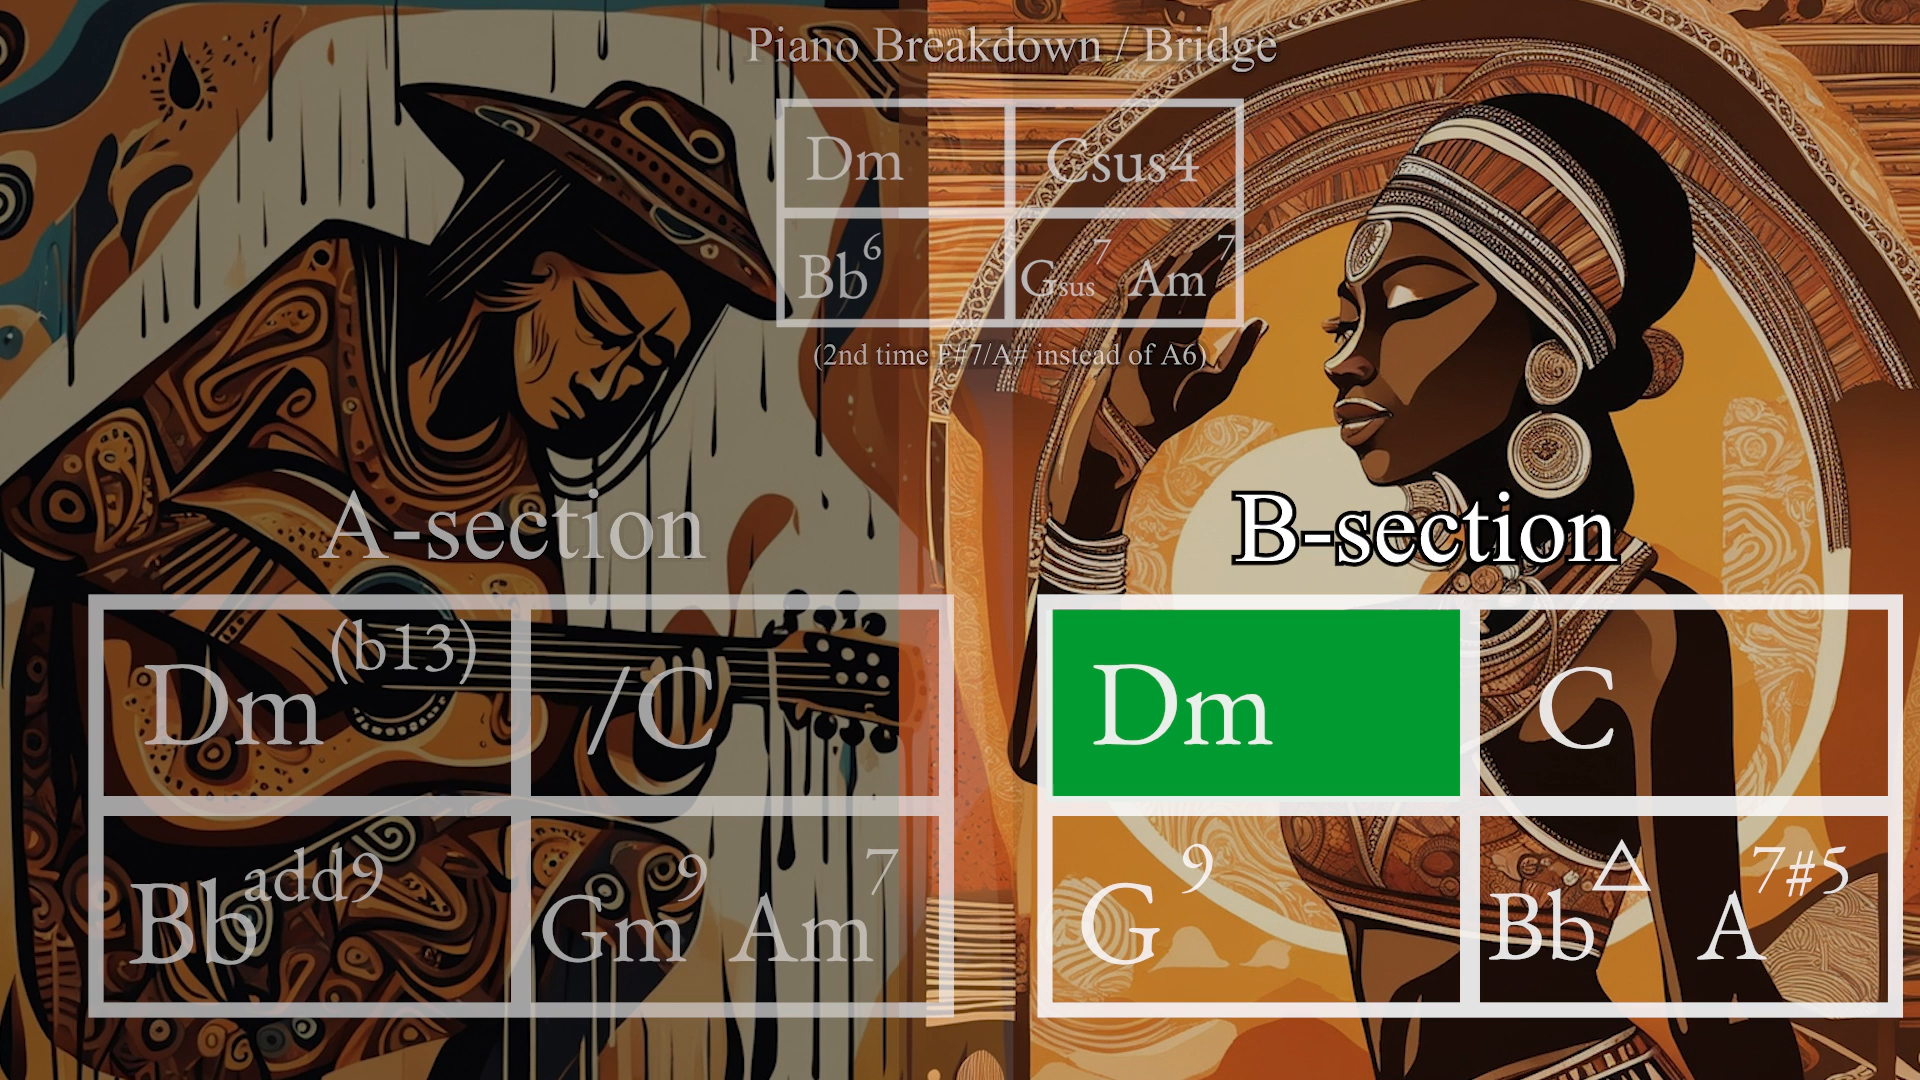 Piano Breakdown / Bridge
Dm Csus4
Bb6 Gsus7 Am7
(2nd time F#7/A# instead of A6)
A-section
Dm(b13) /C
Bbadd9 Gm9 Am7
B-section
Dm C
G9 Bb△ A7#5